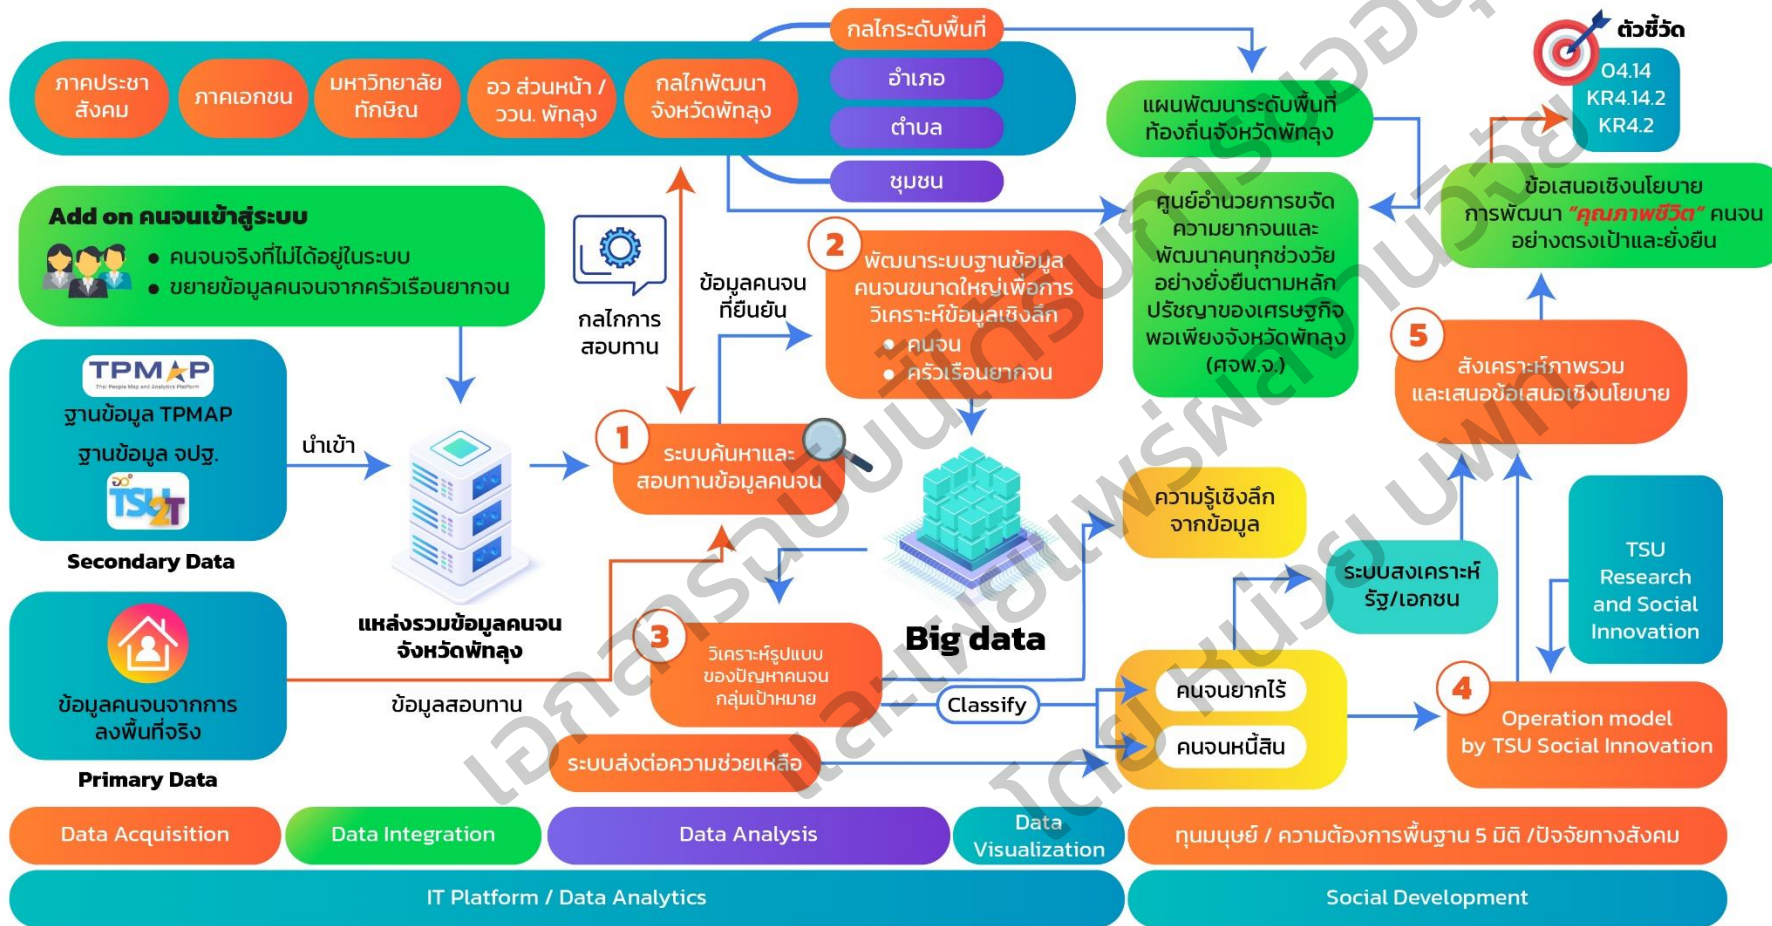 กลไกระดับพื้นที่
อำเภอ
ตำบล
ชุมชน
ภาคประชา
สังคม
ภาคเอกชน
มหาวิทยาลัย
ทักษิณ
อว ส่วนหน้า /
ววน. พัทลุง
กลไกพัฒนา
จังหวัดพัทลุง
แผนพัฒนาระดับพื้นที่
ท้องถิ่นจังหวัดพัทลุง
ตัวชี้วัด
O4.14
KR4.14.2
KR4.2
Add on คนจนเข้าสู่ระบบ
• คนจนจริงที่ไม่ได้อยู่ในระบบ
• ขยายข้อมูลคนจนจากครัวเรือนยากจน
กลไกการ
สอบทาน
ข้อมูลคนจน
ที่ยืนยัน
2
พัฒนาระบบฐานข้อมูล
คนจนขนาดใหญ่เพื่อการ
วิเคราะห์ข้อมูลเชิงลึก
• คนจน
• ครัวเรือนยากจน
ศูนย์อำนวยการขจัด
ความยากจนและ
พัฒนาคนทุกช่วงวัย
อย่างยั่งยืนตามหลัก
ปรัชญาของเศรษฐกิจ
พอเพียงจังหวัดพัทลุง
(ศจพ.จ.)
ข้อเสนอเชิงนโยบาย
การพัฒนา "คุณภาพชีวิต" คนจน
อย่างตรงเป้าและยั่งยืน
5
สังเคราะห์ภาพรวม
และเสนอข้อเสนอเชิงนโยบาย
TPMAP
Thai People Map and Analytics Platform
ฐานข้อมูล TPMAP
ฐานข้อมูล จปฐ.
TSU2T
Secondary Data
นำเข้า
1
ระบบค้นหาและ
สอบทานข้อมูลคนจน
ความรู้เชิงลึก
จากข้อมูล
ระบบสงเคราะห์
รัฐ/เอกชน
TSU
Research
and Social
Innovation
แหล่งรวมข้อมูลคนจน
จังหวัดพัทลุง
Big data
ข้อมูลคนจนจากการ
ลงพื้นที่จริง
Primary Data
ข้อมูลสอบทาน
3
วิเคราะห์รูปแบบ
ของปัญหาคนจน
กลุ่มเป้าหมาย
Classify
คนจนยากไร้
คนจนหนี้สิน
4
Operation model
by TSU Social Innovation
ระบบส่งต่อความช่วยเหลือ
Data Acquisition
Data Integration
Data Analysis
Data
Visualization
ทุนมนุษย์ / ความต้องการพื้นฐาน 5 มิติ /ปัจจัยทางสังคม
IT Platform / Data Analytics
Social Development